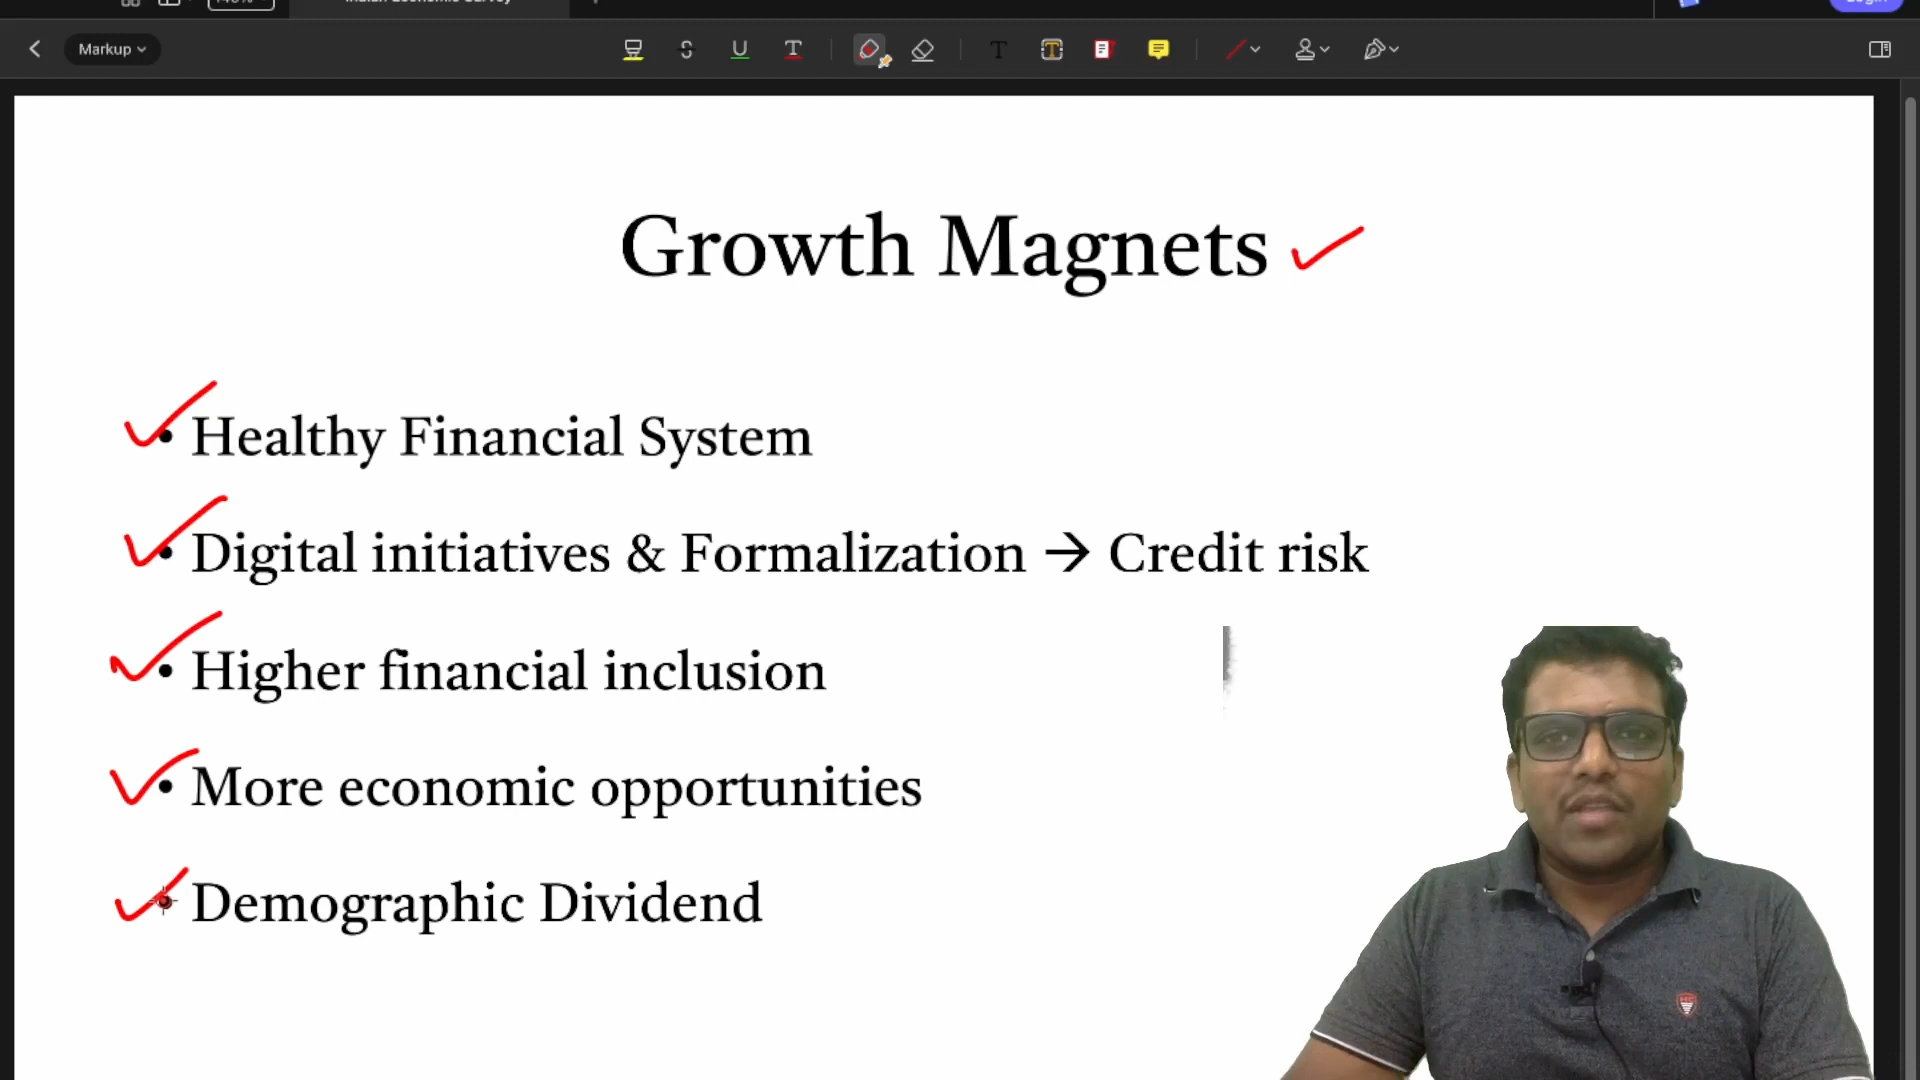 Markup
Growth Magnets
• Healthy Financial System
• Digital initiatives & Formalization → Credit risk
• Higher financial inclusion
• More economic opportunities
• Demographic Dividend